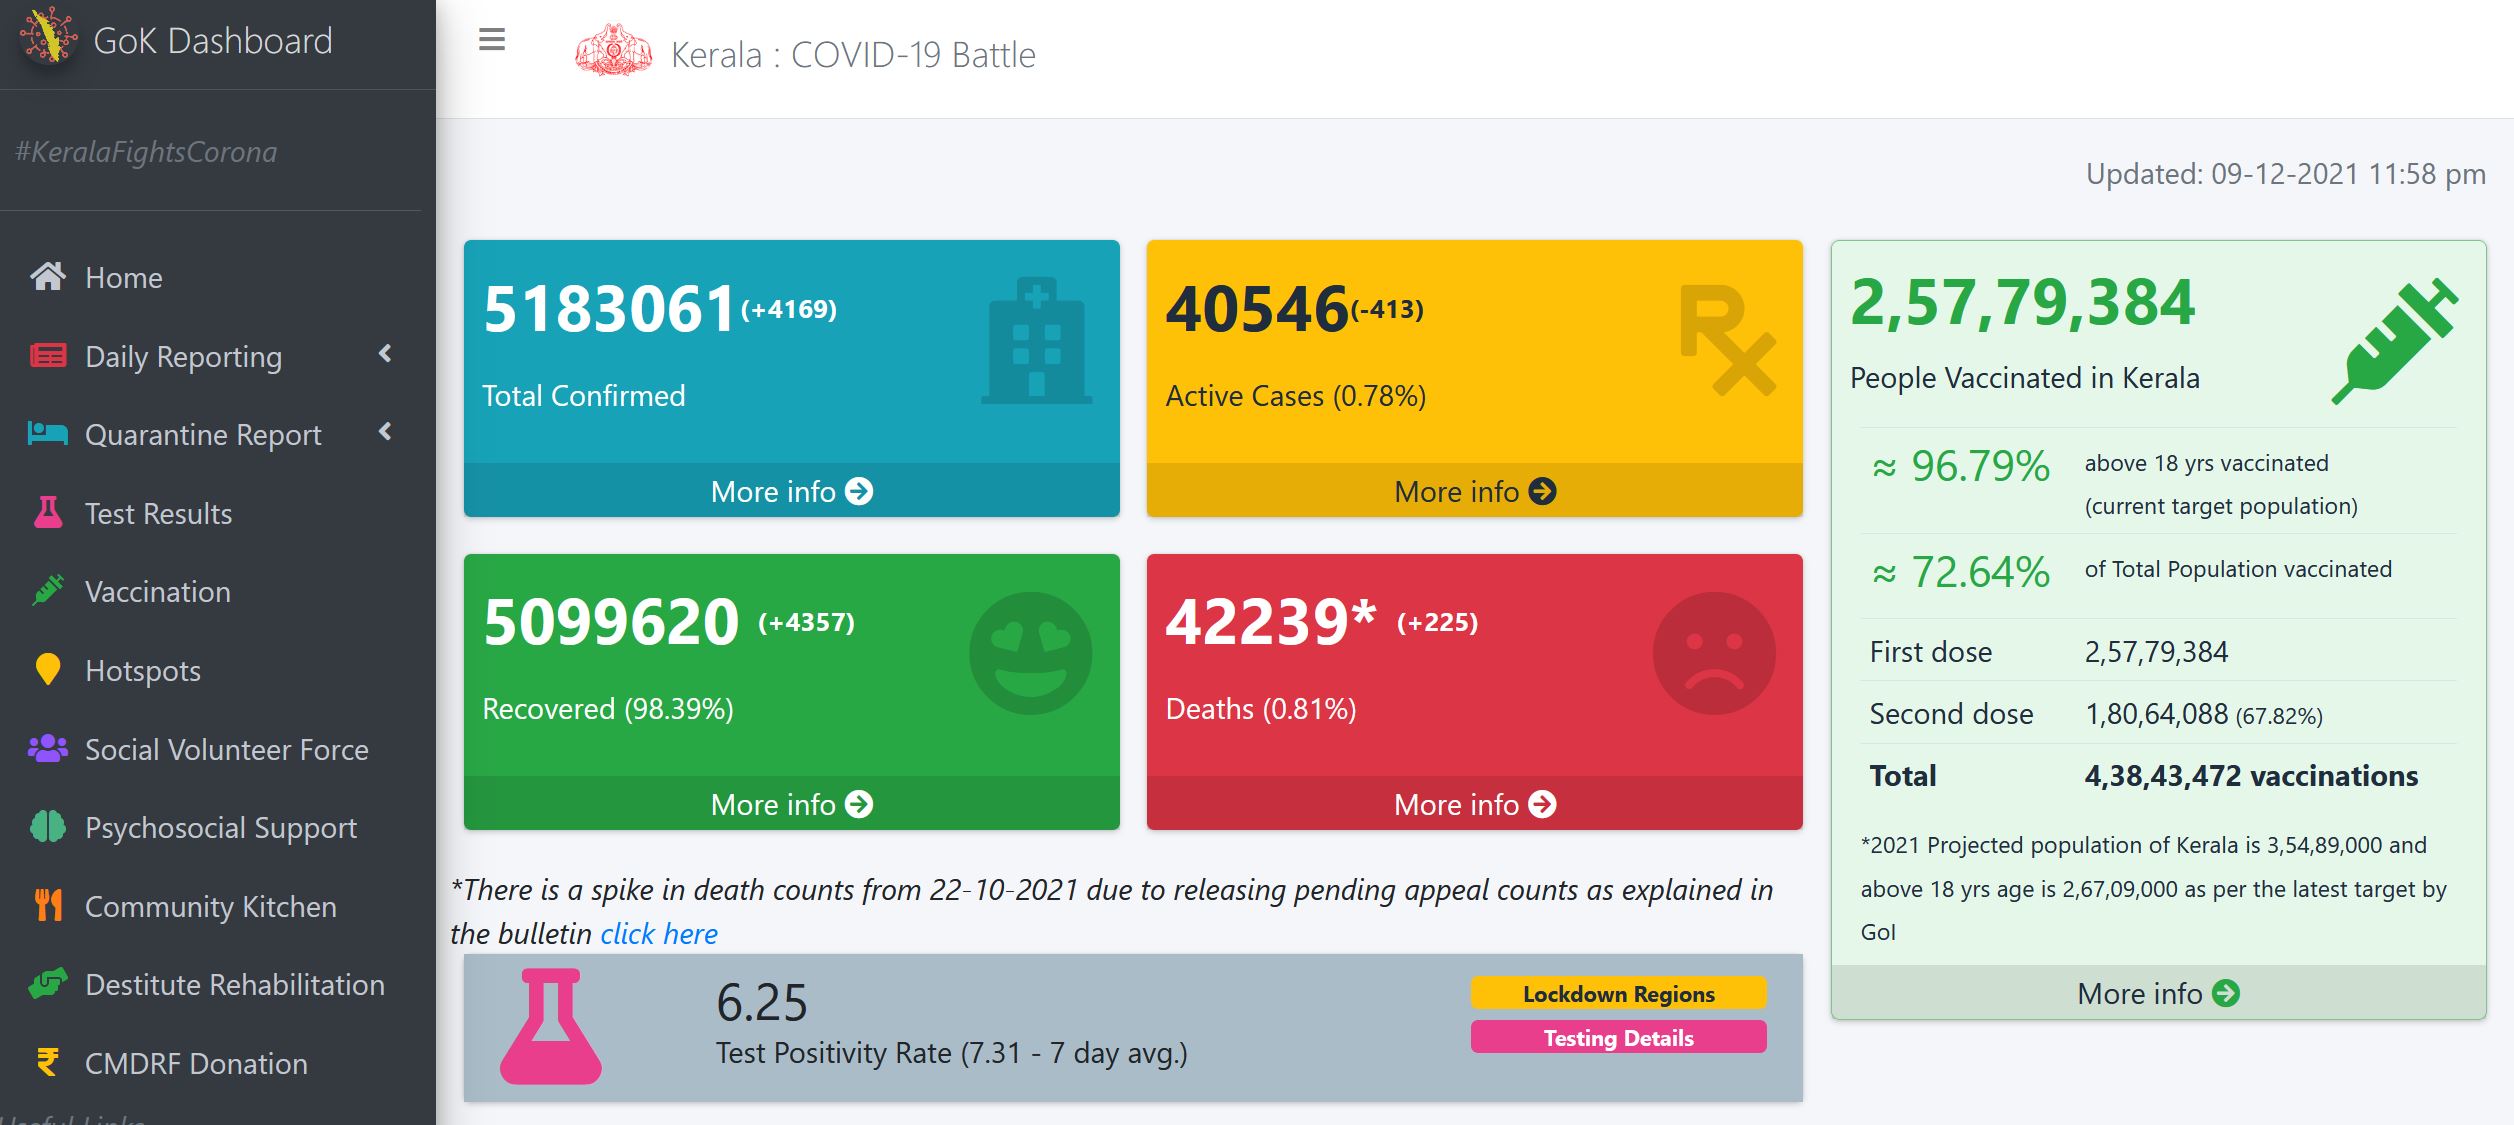 GoK Dashboard
#KeralaFightsCorona
Home
Daily Reporting
Quarantine Report
Test Results
Vaccination
Hotspots
Social Volunteer Force
Psychosocial Support
Community Kitchen
Destitute Rehabilitation
CMDRF Donation
Useful Links
Kerala : COVID-19 Battle
Updated: 09-12-2021 11:58 pm
5183061(+4169)
Total Confirmed
More info
40546(-413)
Active Cases (0.78%)
More info
5099620 (+4357)
Recovered (98.39%)
More info
42239* (+225)
Deaths (0.81%)
More info
*There is a spike in death counts from 22-10-2021 due to releasing pending appeal counts as explained in
the bulletin click here
6.25
Test Positivity Rate (7.31 - 7 day avg.)
Lockdown Regions
Testing Details
2,57,79,384
People Vaccinated in Kerala
≈ 96.79% above 18 yrs vaccinated
(current target population)
≈ 72.64% of Total Population vaccinated
First dose 2,57,79,384
Second dose 1,80,64,088 (67.82%)
Total 4,38,43,472 vaccinations
*2021 Projected population of Kerala is 3,54,89,000 and
above 18 yrs age is 2,67,09,000 as per the latest target by
GoI
More info